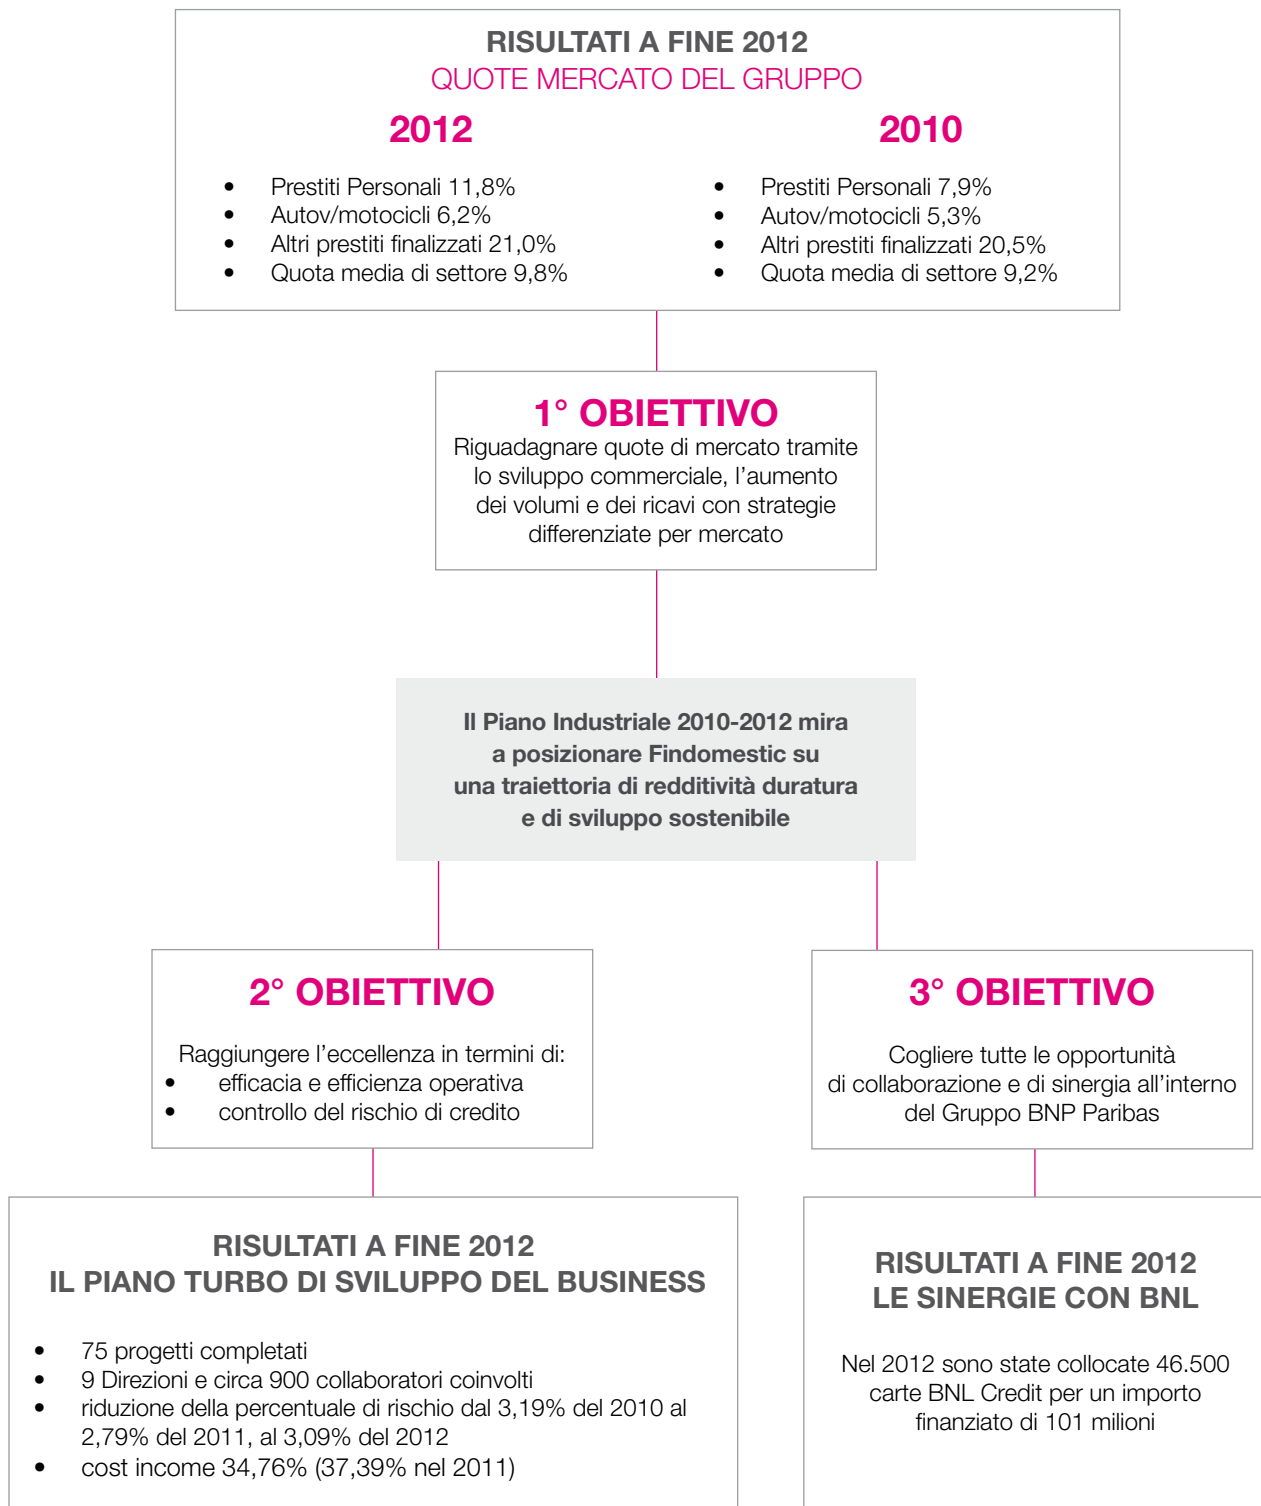 RISULTATI A FINE 2012
QUOTE MERCATO DEL GRUPPO
2012
• Prestiti Personali 11,8%
• Autov/motocicli 6,2%
• Altri prestiti finalizzati 21,0%
• Quota media di settore 9,8%
2010
• Prestiti Personali 7,9%
• Autov/motocicli 5,3%
• Altri prestiti finalizzati 20,5%
• Quota media di settore 9,2%
1° OBIETTIVO
Riguadagnare quote di mercato tramite
lo sviluppo commerciale, l’aumento
dei volumi e dei ricavi con strategie
differenziate per mercato
Il Piano Industriale 2010-2012 mira
a posizionare Findomestic su
una traiettoria di redditività duratura
e di sviluppo sostenibile
2° OBIETTIVO
Raggiungere l’eccellenza in termini di:
• efficacia e efficienza operativa
• controllo del rischio di credito
3° OBIETTIVO
Cogliere tutte le opportunità
di collaborazione e di sinergia all’interno
del Gruppo BNP Paribas
RISULTATI A FINE 2012
IL PIANO TURBO DI SVILUPPO DEL BUSINESS
• 75 progetti completati
• 9 Direzioni e circa 900 collaboratori coinvolti
• riduzione della percentuale di rischio dal 3,19% del 2010 al
2,79% del 2011, al 3,09% del 2012
• cost income 34,76% (37,39% nel 2011)
RISULTATI A FINE 2012
LE SINERGIE CON BNL
Nel 2012 sono state collocate 46.500
carte BNL Credit per un importo
finanziato di 101 milioni